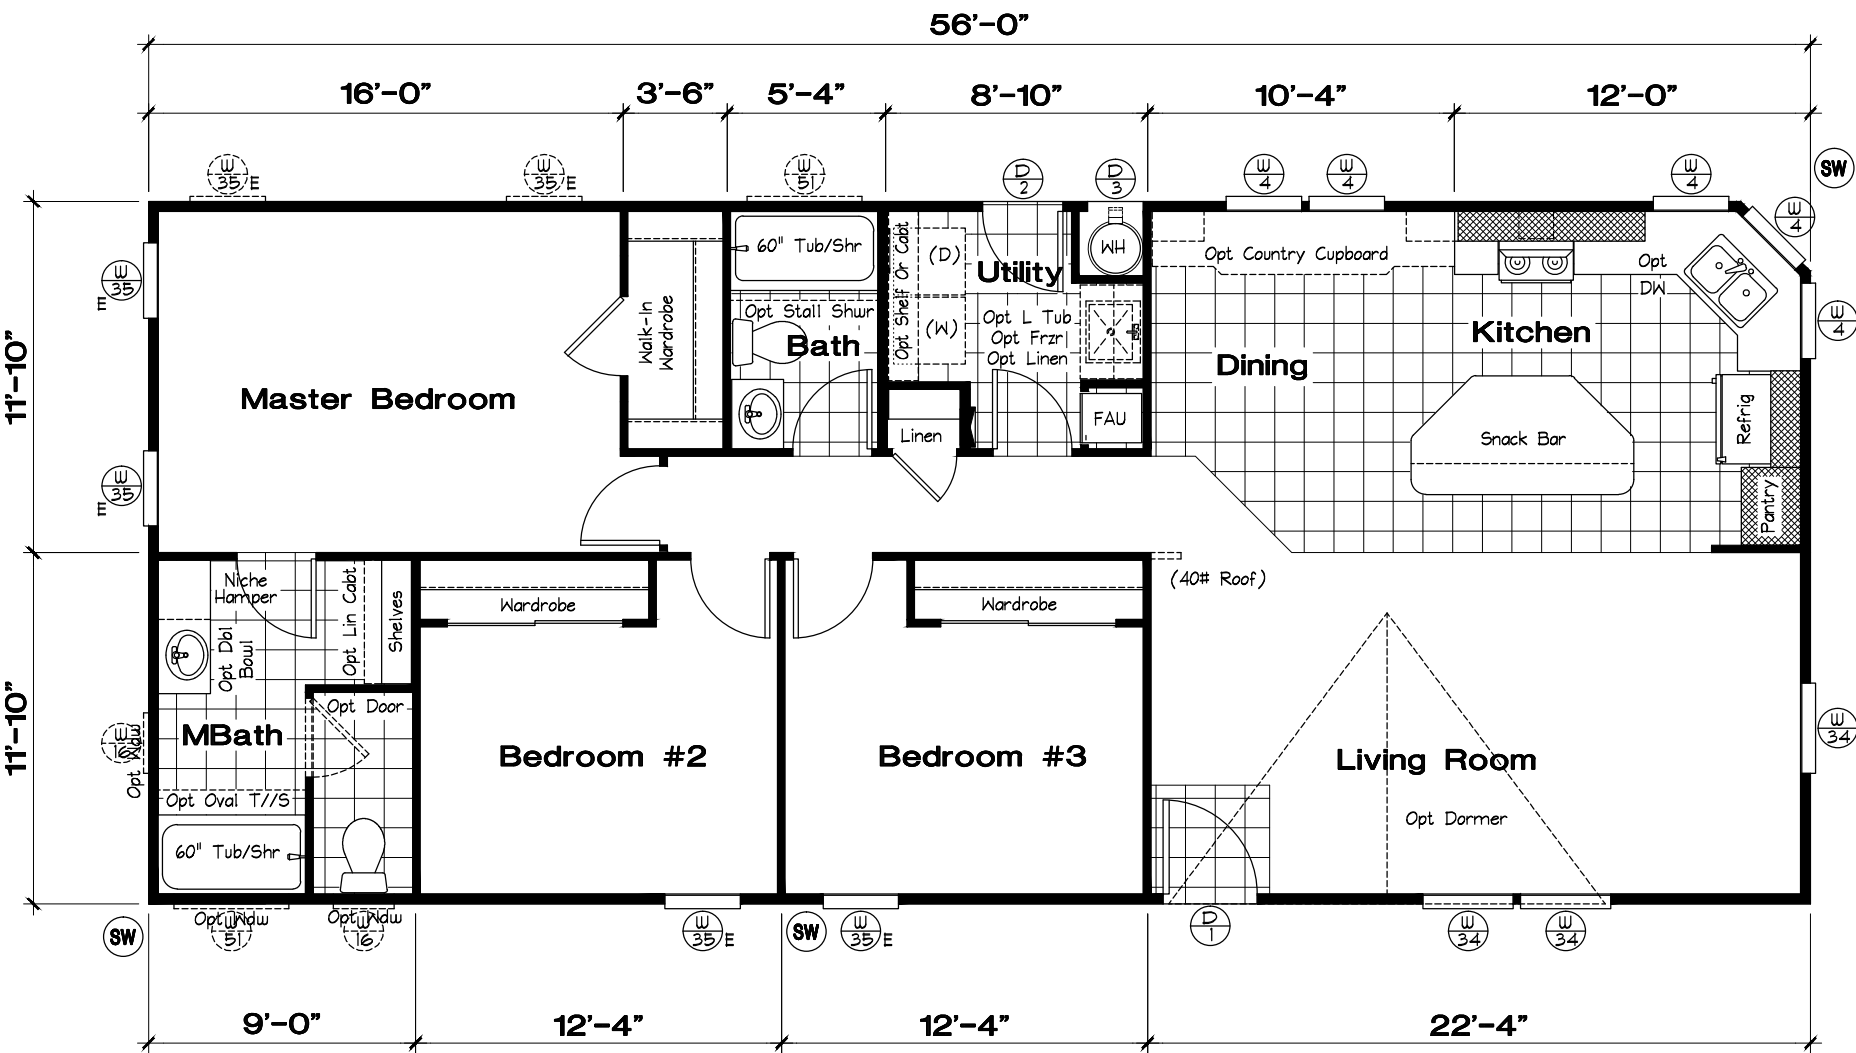 56'-0"
16'-0" 3'-6" 5'-4" 8'-10" 10'-4" 12'-0"
W 35 E
W 35 E
W 51
D 2
D 3
W 4
W 4
W 4
SW
W 4
60" Tub/Shr
Opt Shelf Or Cabt
(D)
Utility
WH
Opt Country Cupboard
Opt
DW
W 35 E
Walk-In
Wardrobe
Opt Stall Shwr
Bath
(W)
Opt L Tub
Opt Frzr
Opt Linen
Kitchen
Dining
W 4
11'-10"
Master Bedroom
Linen
FAU
Snack Bar
Refrig
W 35 E
Pantry
Niche
Hamper
Opt Lin Cabt
Shelves
Wardrobe
Wardrobe
(40# Roof)
Opt Dbl
Bowl
11'-10"
Opt Door
MBath
W 16
Opt Wdw
Bedroom #2
Bedroom #3
Living Room
W 34
Opt Oval T//S
Opt Dormer
60" Tub/Shr
SW
Opt Wdw
W 51
Opt Wdw
W 16
W 35 E
SW
W 35 E
D 1
W 34
W 34
9'-0" 12'-4" 12'-4" 22'-4"